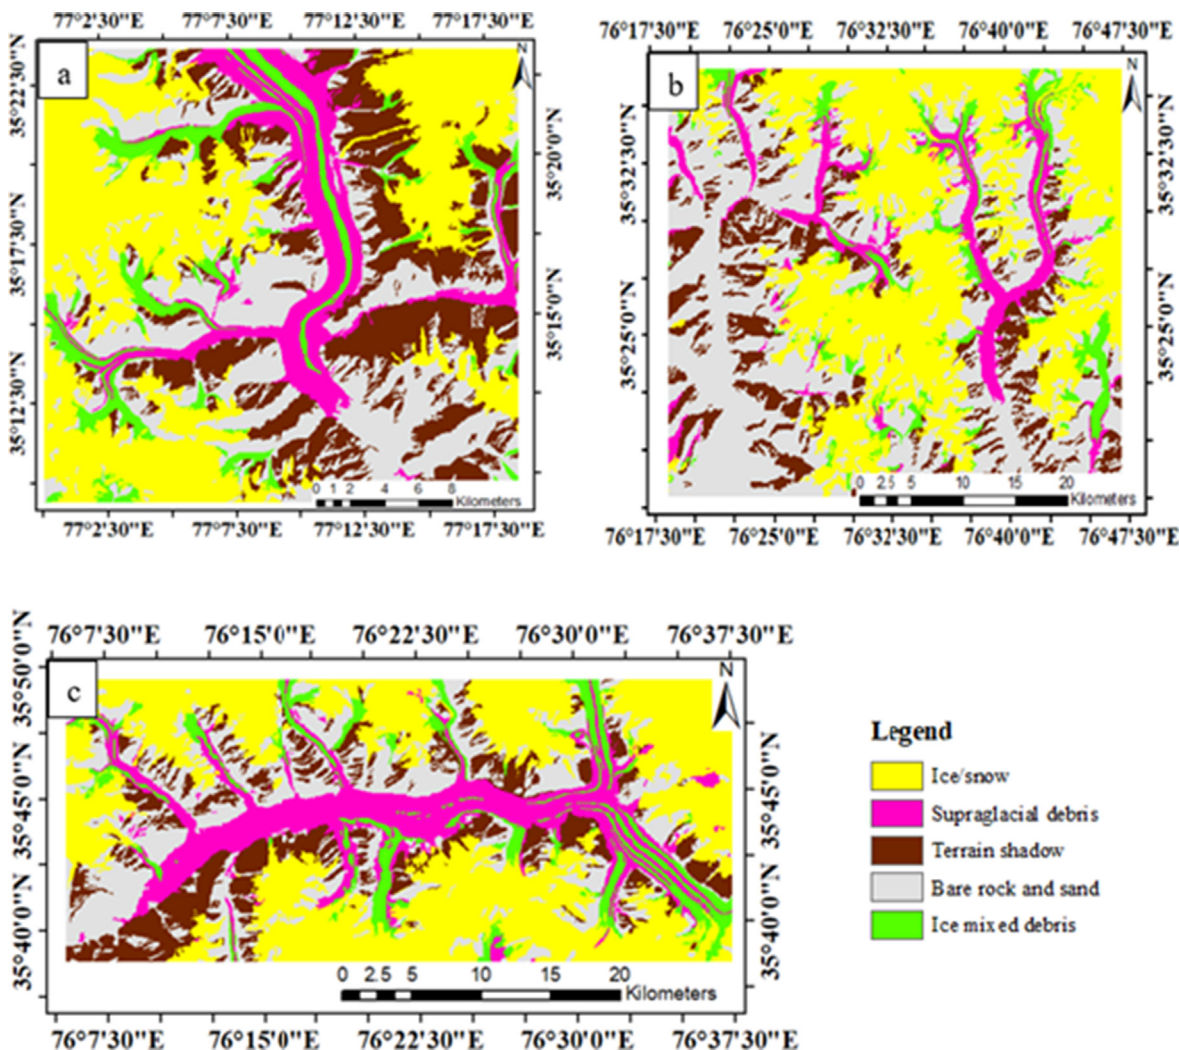 77°2'30"E 77°7'30"E 77°12'30"E 77°17'30"E
a
N
35°22'30"N
35°17'30"N
35°12'30"N
35°20'0"N
35°15'0"N
0 1 2 4 6 8
Kilometers
77°2'30"E 77°7'30"E 77°12'30"E 77°17'30"E
76°17'30"E 76°25'0"E 76°32'30"E 76°40'0"E 76°47'30"E
b
N
35°32'30"N
35°25'0"N
35°32'30"N
35°25'0"N
0 2.5 5 10 15 20
Kilometers
76°17'30"E 76°25'0"E 76°32'30"E 76°40'0"E 76°47'30"E
76°7'30"E 76°15'0"E 76°22'30"E 76°30'0"E 76°37'30"E
c
N
35°50'0"N
35°45'0"N
35°40'0"N
35°45'0"N
35°40'0"N
0 2.5 5 10 15 20
Kilometers
76°7'30"E 76°15'0"E 76°22'30"E 76°30'0"E 76°37'30"E
Legend
Ice/snow
Supraglacial debris
Terrain shadow
Bare rock and sand
Ice mixed debris